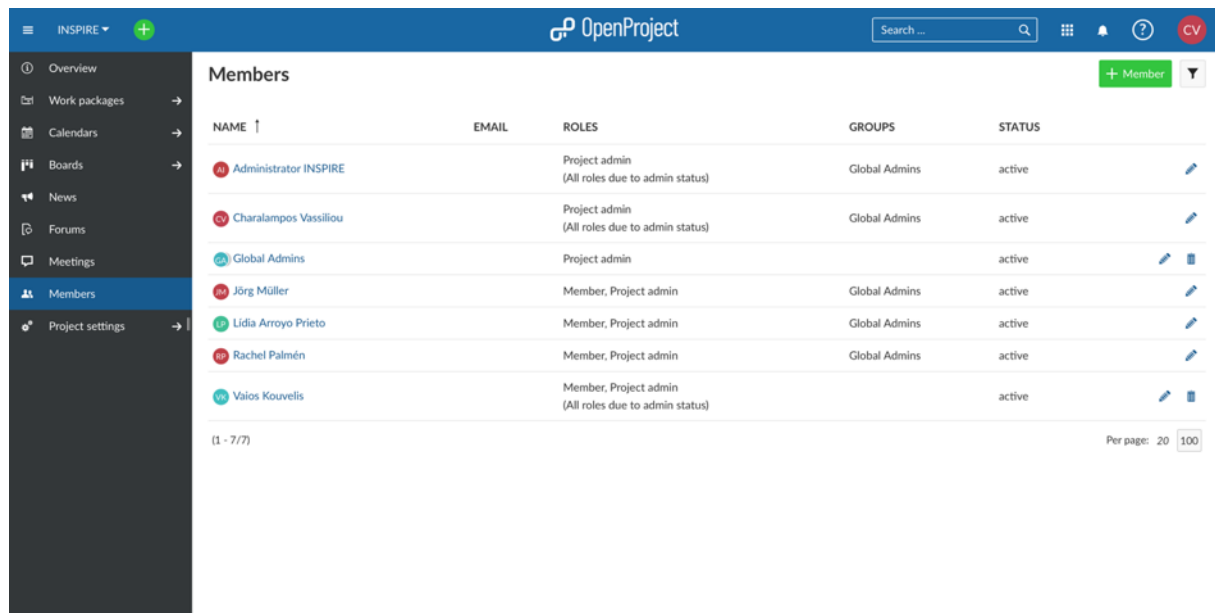 INSPIRE
OpenProject
Search ...
?
CV
Overview
Work packages
Calendars
Boards
News
Forums
Meetings
Members
Project settings
Members
+ Member
NAME ↑ EMAIL ROLES GROUPS STATUS
AI Administrator INSPIRE Project admin Global Admins active
(All roles due to admin status)
CV Charalampos Vassiliou Project admin Global Admins active
(All roles due to admin status)
GA Global Admins Project admin active
JM Jörg Müller Member, Project admin Global Admins active
LP Lídia Arroyo Prieto Member, Project admin Global Admins active
RP Rachel Palmén Member, Project admin Global Admins active
VK Vaios Kouvelis Member, Project admin active
(All roles due to admin status)
(1 - 7/7)
Per page: 20 100